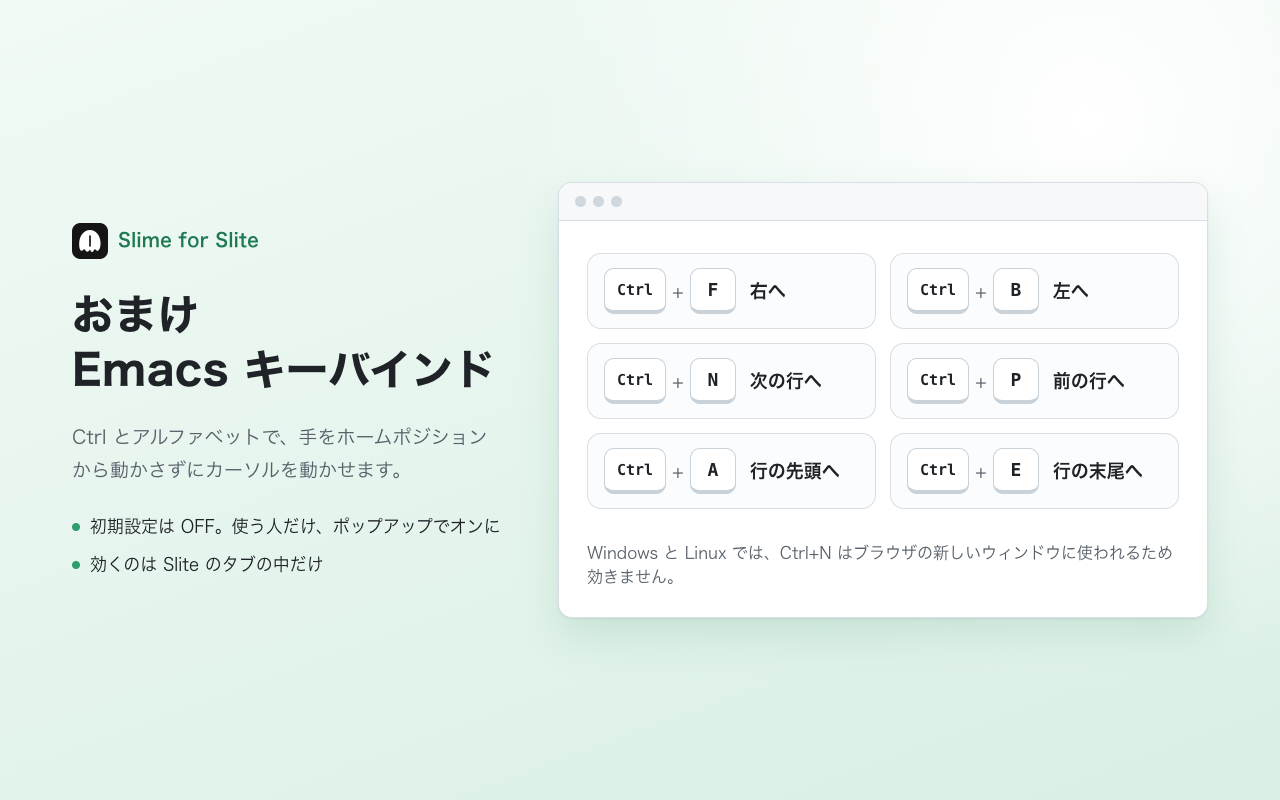 Slime for Slite
おまけ
Emacs キーバインド
Ctrl とアルファベットで、手をホームポジション
から動かさずにカーソルを動かせます。
初期設定は OFF。使う人だけ、ポップアップでオンに
効くのは Slite のタブの中だけ
Ctrl + F 右へ
Ctrl + B 左へ
Ctrl + N 次の行へ
Ctrl + P 前の行へ
Ctrl + A 行の先頭へ
Ctrl + E 行の末尾へ
Windows と Linux では、Ctrl+N はブラウザの新しいウィンドウに使われるため
効きません。